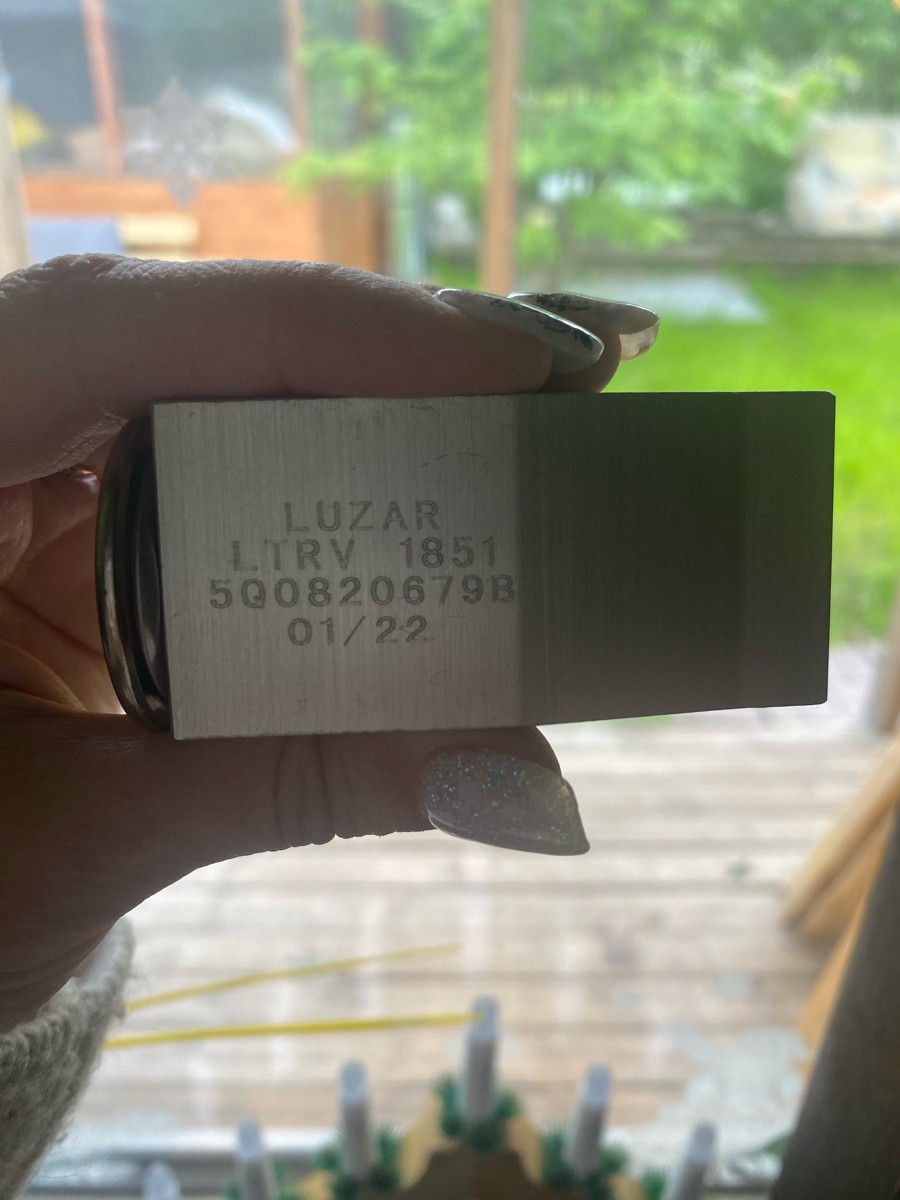 LUZAR
LTRV 1851
5Q0820679B
01/22